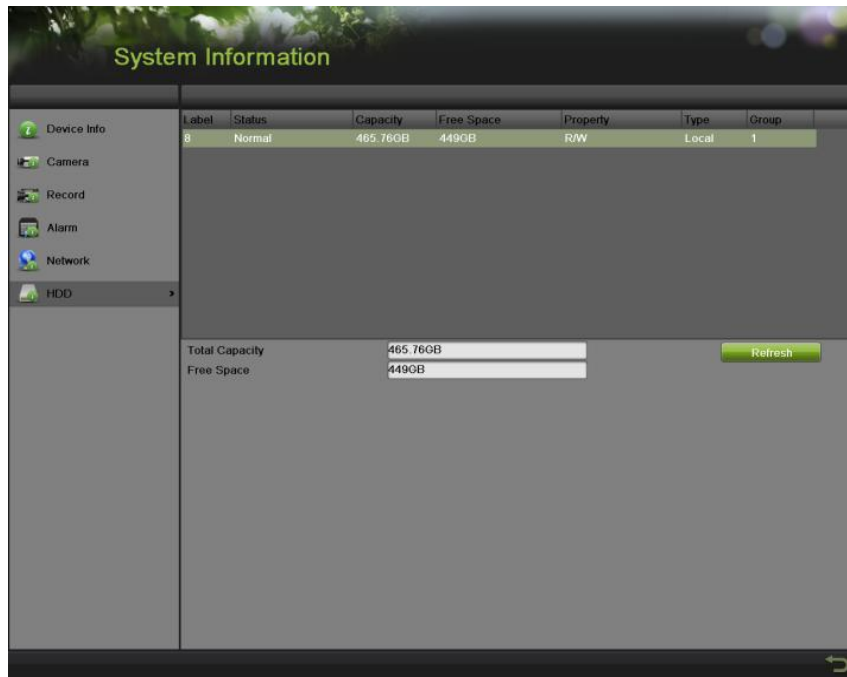 System Information
Device Info
Camera
Record
Alarm
Network
HDD
Label Status Capacity Free Space Property Type Group
8 Normal 465.76GB 449GB R/W Local 1
Total Capacity 465.76GB
Free Space 449GB
Refresh